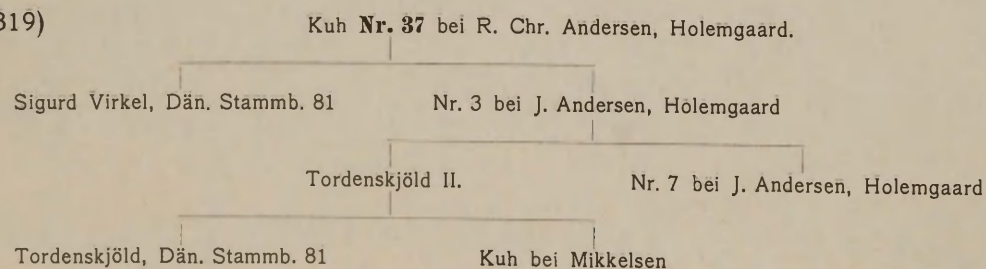 319) Kuh Nr. 37 bei R. Chr. Andersen, Holemgaard.
Sigurd Virkel, Dän. Stammb. 81 Nr. 3 bei J. Andersen, Holemgaard
Tordenskjöld II. Nr. 7 bei J. Andersen, Holemgaard
Tordenskjöld, Dän. Stammb. 81 Kuh bei Mikkelsen